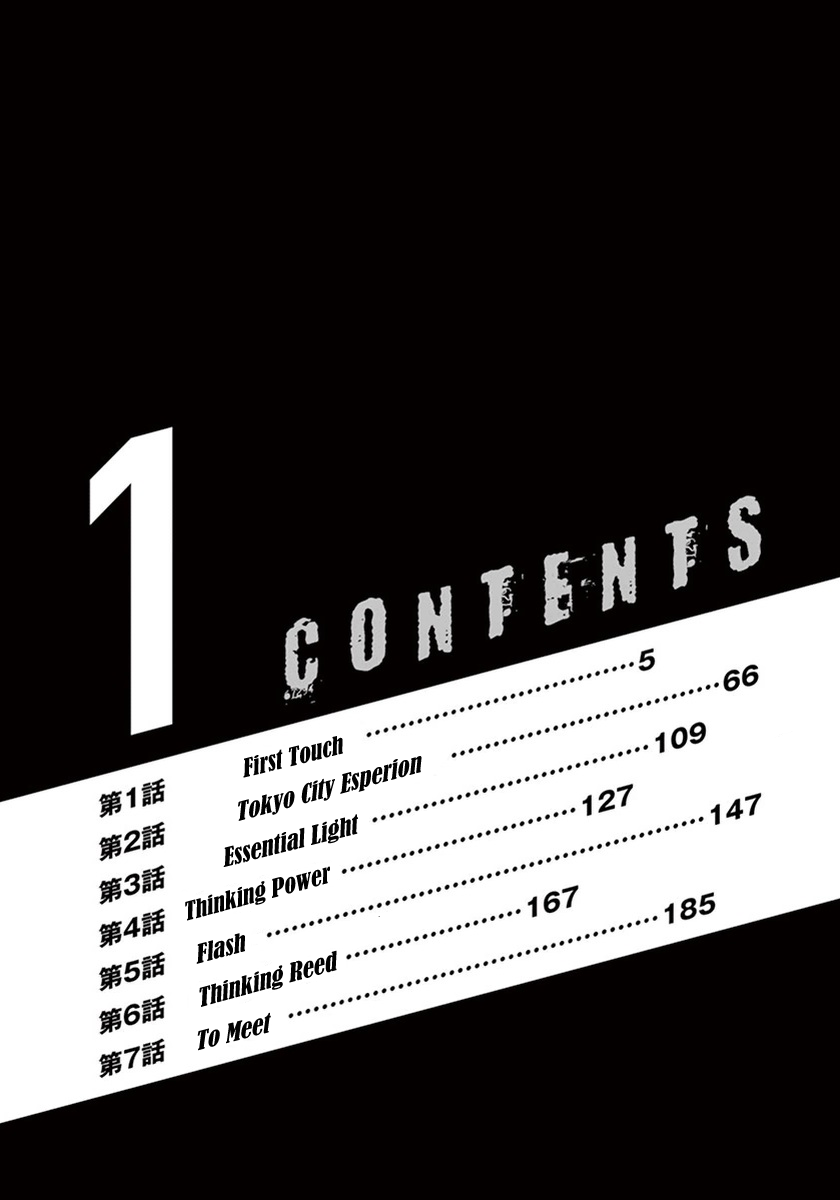 1
CONTENTS
第1話 First Touch 5
第2話 Tokyo City Esperion 66
第3話 Essential Light 109
第4話 Thinking Power 127
第5話 Flash 147
第6話 Thinking Reed 167
第7話 To Meet 185